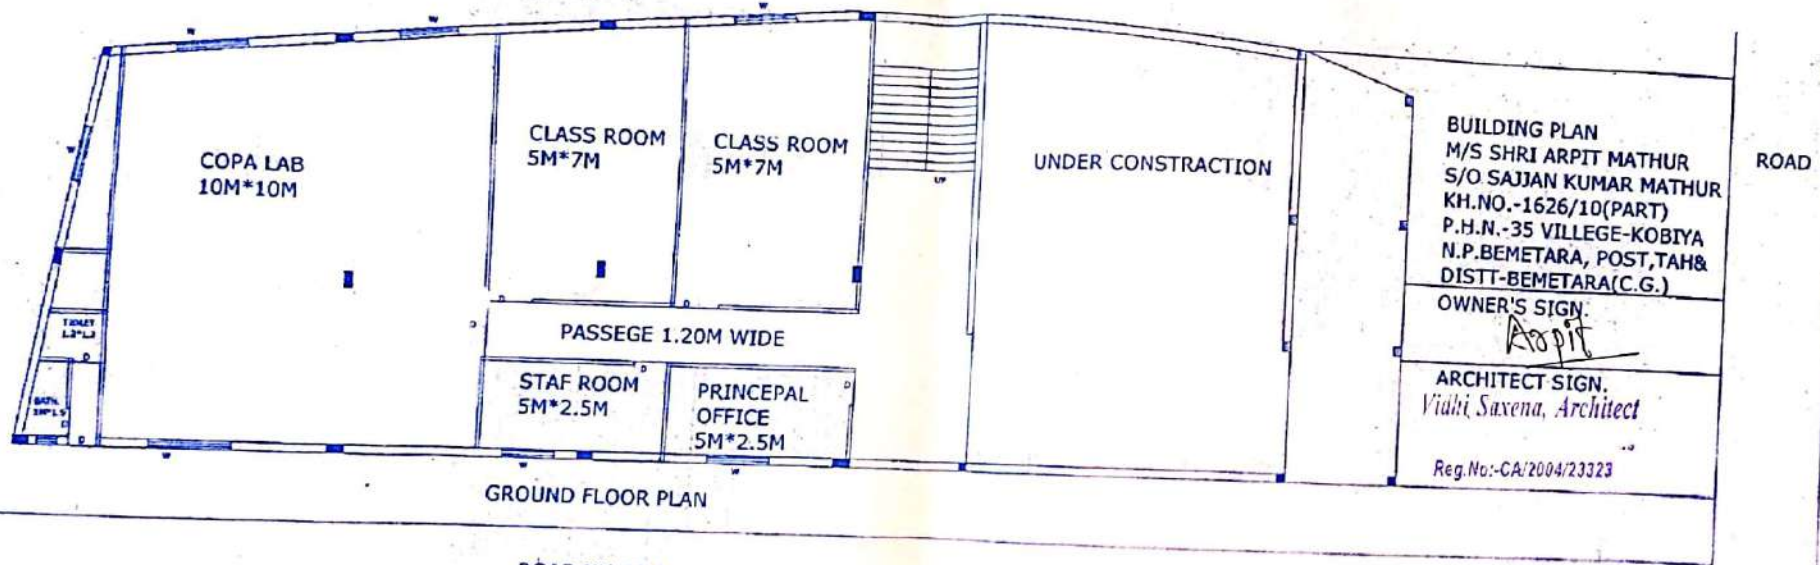 W
W
W
W
COPA LAB
10M*10M
CLASS ROOM
5M*7M
CLASS ROOM
5M*7M
UP
UNDER CONSTRACTION
BUILDING PLAN
M/S SHRI ARPIT MATHUR
S/O SAJJAN KUMAR MATHUR
KH.NO.-1626/10(PART)
P.H.N.-35 VILLEGE-KOBIYA
N.P.BEMETARA, POST,TAH&
DISTT-BEMETARA(C.G.)
ROAD
OWNER'S SIGN.
Arpit
ARCHITECT SIGN.
Vidhi Saxena, Architect
Reg.No:-CA/2004/23323
D
D
D
PASSEGE 1.20M WIDE
TOILET
D
BATH
D
D
STAF ROOM
5M*2.5M
D
PRINCEPAL
OFFICE
5M*2.5M
D
W
W
W
GROUND FLOOR PLAN